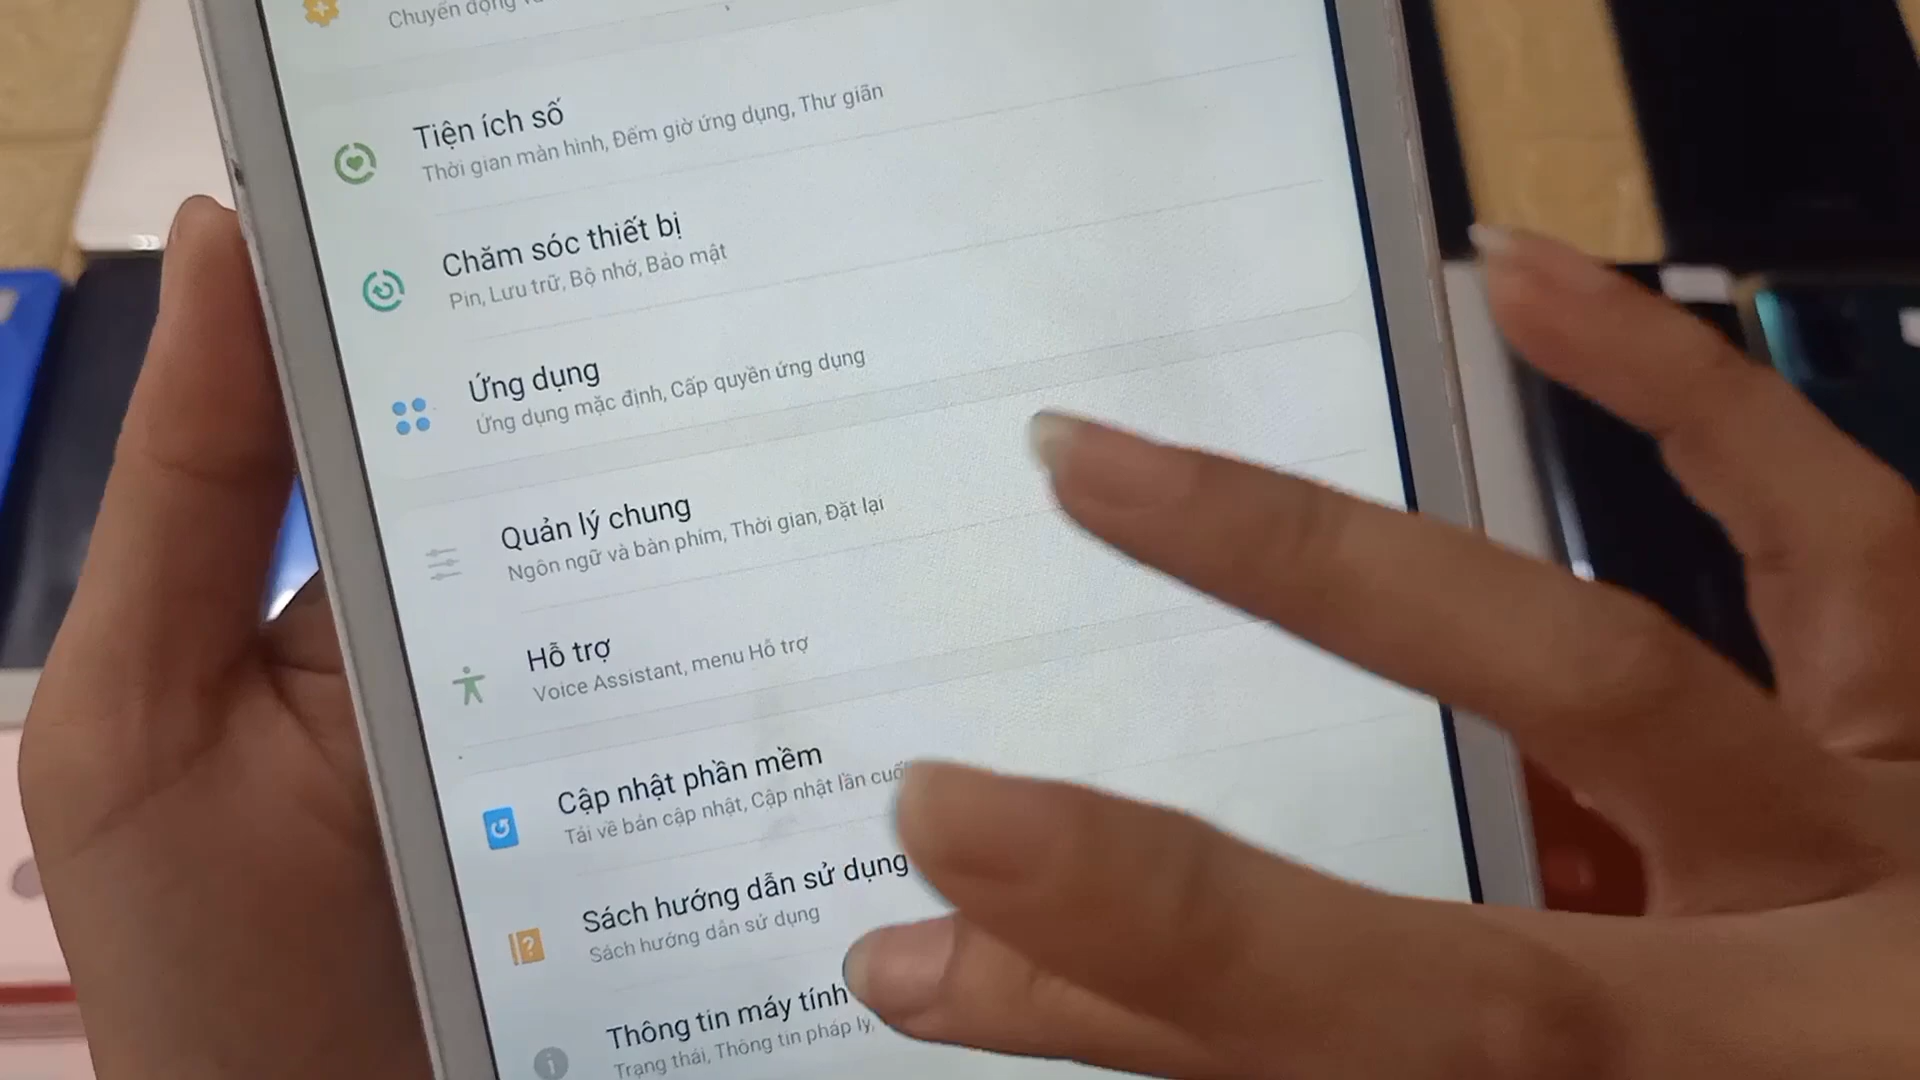 Chuyển động
Tiện ích số
Thời gian màn hình, Đếm giờ ứng dụng, Thư giãn
Chăm sóc thiết bị
Pin, Lưu trữ, Bộ nhớ, Bảo mật
Ứng dụng
Ứng dụng mặc định, Cấp quyền ứng dụng
Quản lý chung
Ngôn ngữ và bàn phím, Thời gian, Đặt lại
Hỗ trợ
Voice Assistant, menu Hỗ trợ
Cập nhật phần mềm
Tải về bản cập nhật, Cập nhật lần cuối
Sách hướng dẫn sử dụng
Sách hướng dẫn sử dụng
Thông tin máy tính
Trạng thái, Thông tin pháp lý,